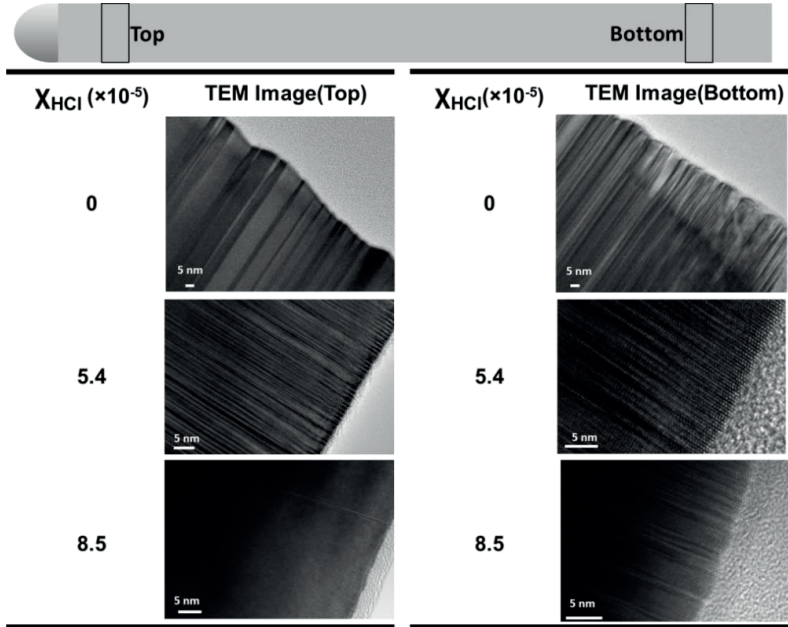 Top Bottom
XHCl (×10-5) TEM Image(Top) XHCl(×10-5) TEM Image(Bottom)
0 5 nm 0 5 nm
5.4 5 nm 5.4 5 nm
8.5 5 nm 8.5 5 nm